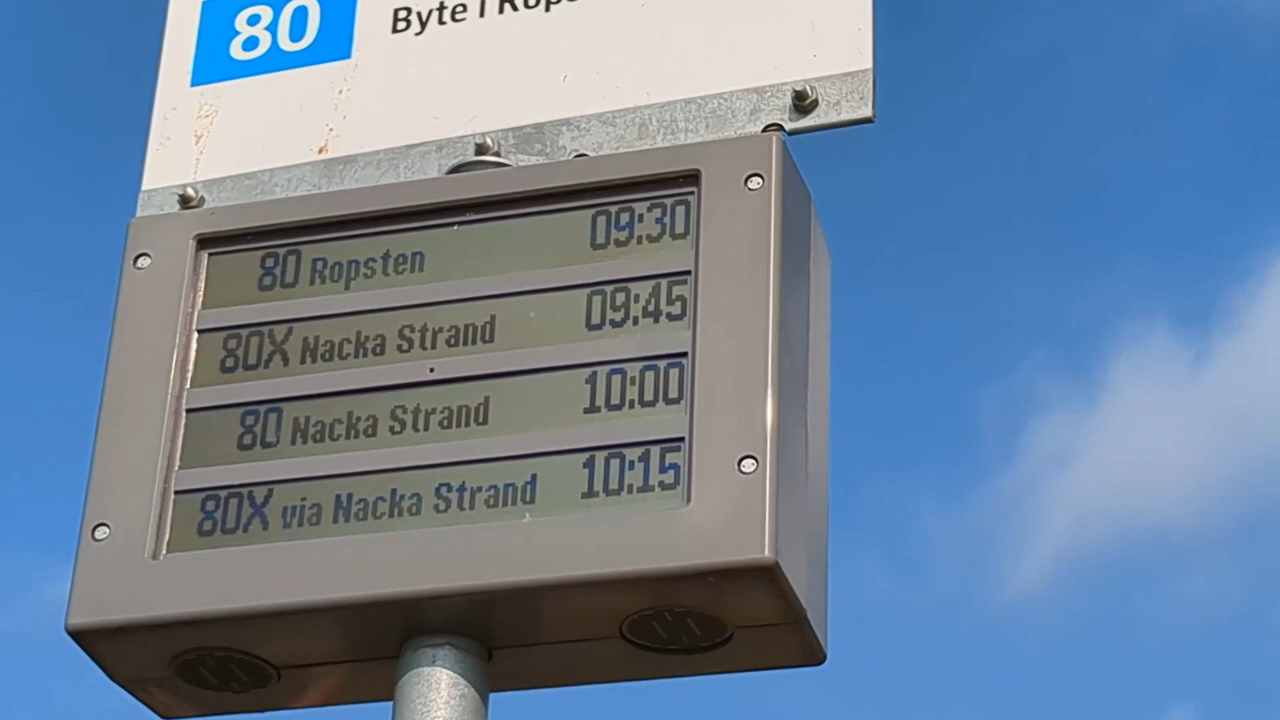 80 Byte i
80 Ropsten 09:30
80X Nacka Strand 09:45
80 Nacka Strand 10:00
80X via Nacka Strand 10:15